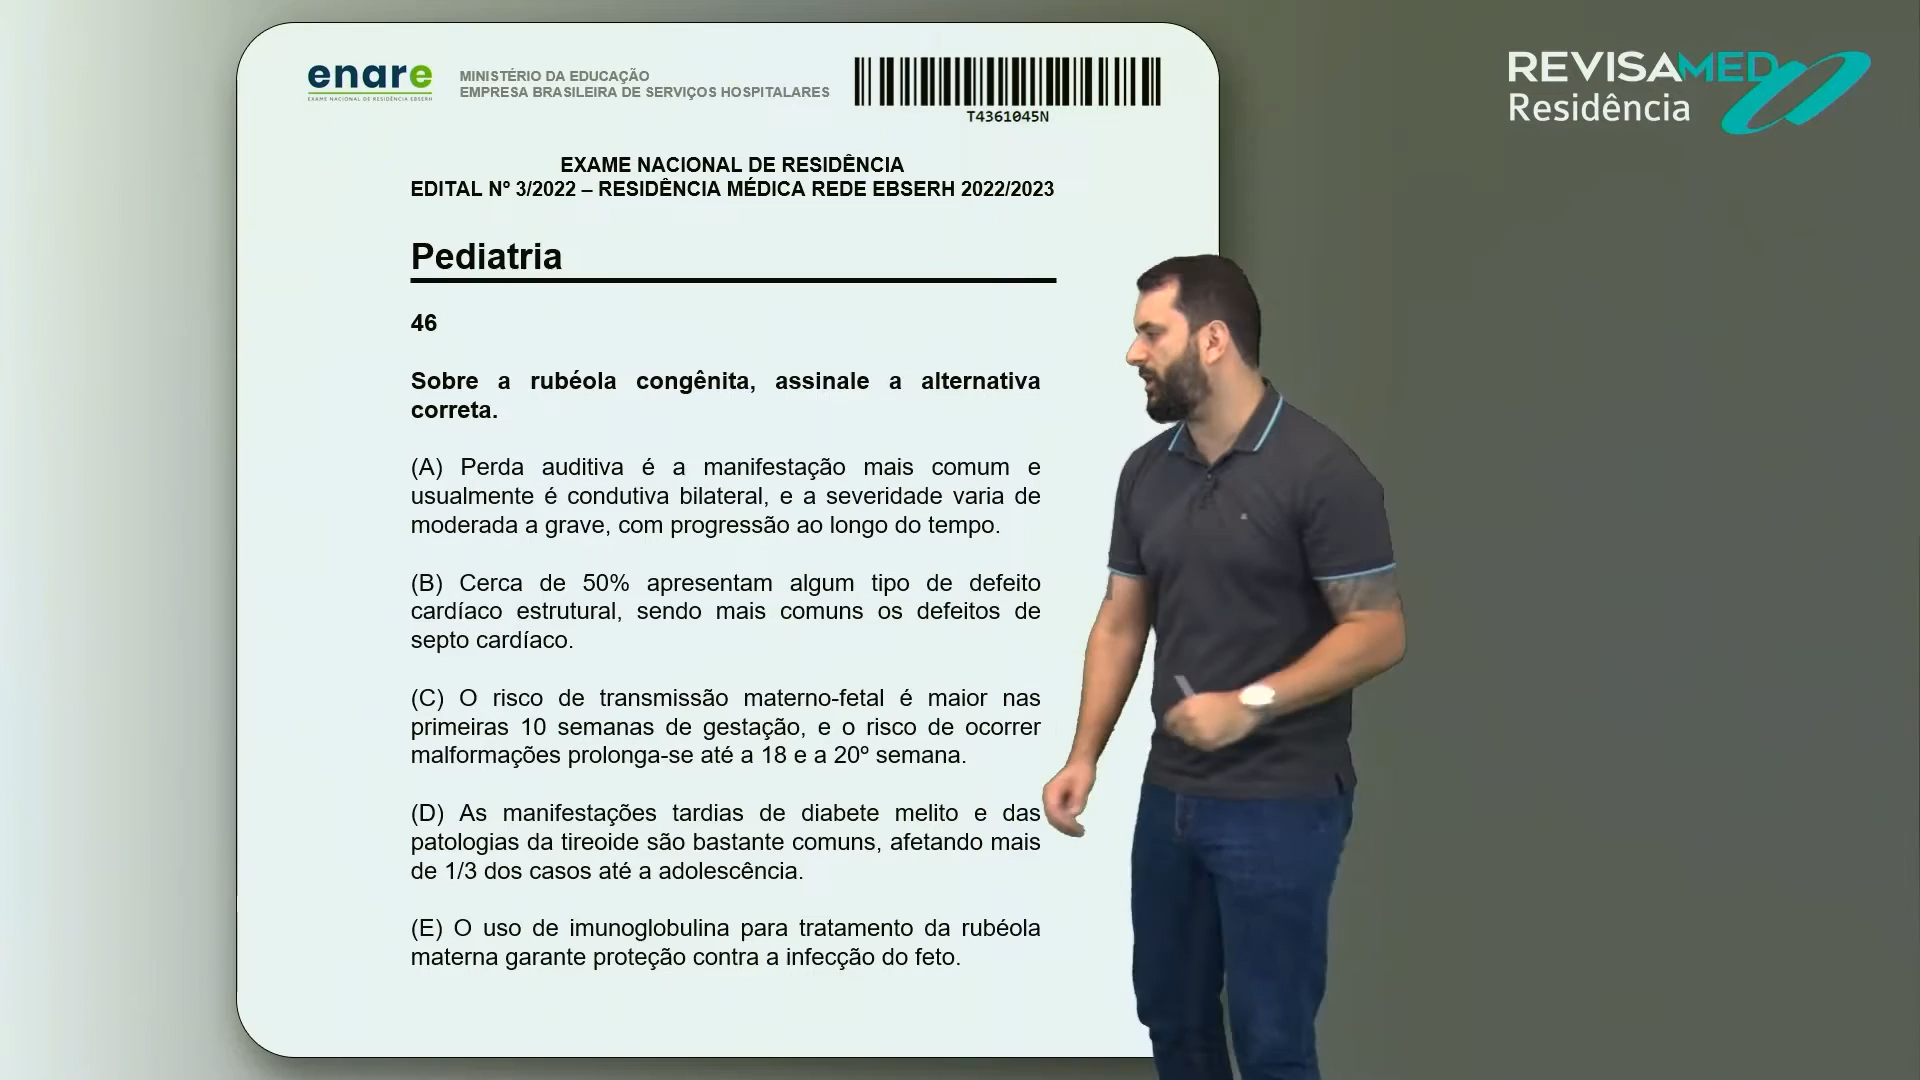 enare
EXAME NACIONAL DE RESIDÊNCIA EBSERH
MINISTÉRIO DA EDUCAÇÃO
EMPRESA BRASILEIRA DE SERVIÇOS HOSPITALARES
T4361045N
REVISAMED
Residência
EXAME NACIONAL DE RESIDÊNCIA
EDITAL Nº 3/2022 – RESIDÊNCIA MÉDICA REDE EBSERH 2022/2023
Pediatria
46
Sobre a rubéola congênita, assinale a alternativa
correta.
(A) Perda auditiva é a manifestação mais comum e
usualmente é condutiva bilateral, e a severidade varia de
moderada a grave, com progressão ao longo do tempo.
(B) Cerca de 50% apresentam algum tipo de defeito
cardíaco estrutural, sendo mais comuns os defeitos de
septo cardíaco.
(C) O risco de transmissão materno-fetal é maior nas
primeiras 10 semanas de gestação, e o risco de ocorrer
malformações prolonga-se até a 18 e a 20º semana.
(D) As manifestações tardias de diabete melito e das
patologias da tireoide são bastante comuns, afetando mais
de 1/3 dos casos até a adolescência.
(E) O uso de imunoglobulina para tratamento da rubéola
materna garante proteção contra a infecção do feto.